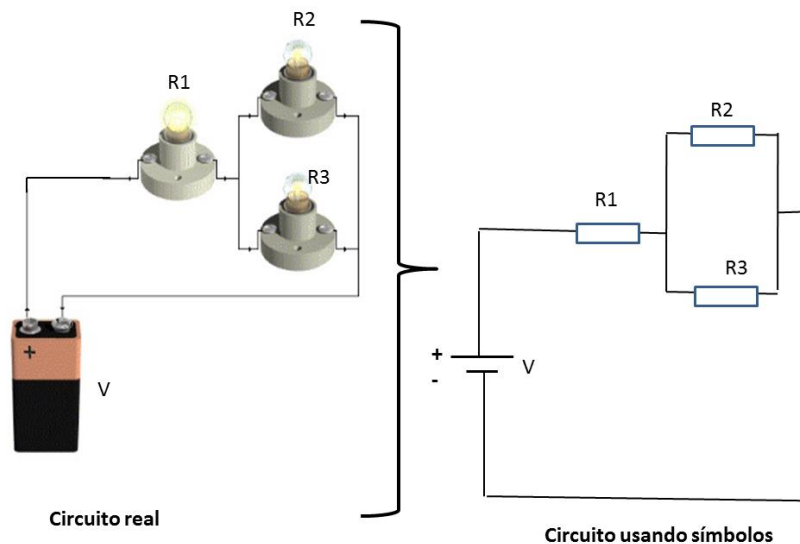 R2
R1
R3
+
V
Circuito real
R2
R1
R3
+
-
V
Circuito usando símbolos